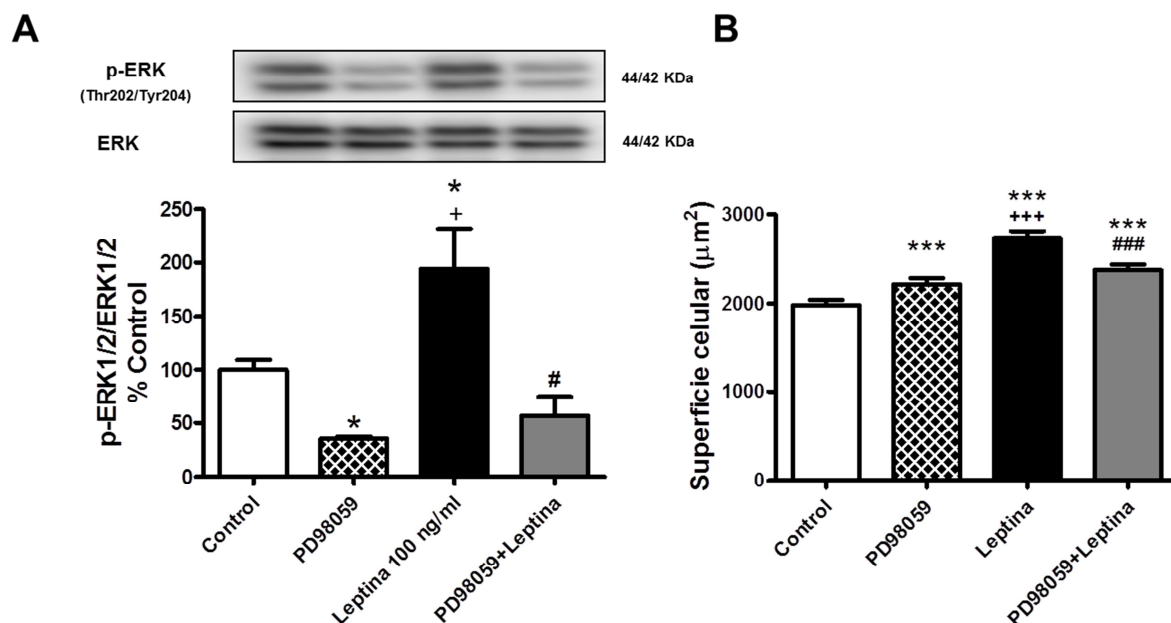 A
p-ERK
(Thr202/Tyr204)
44/42 KDa
ERK
44/42 KDa
p-ERK1/2/ERK1/2
% Control
250
200
150
100
50
0
*
*
+
#
Control
PD98059
Leptina 100 ng/ml
PD98059+Leptina
B
Superficie celular (μm²)
3000
2000
1000
0
***
***
+++
***
###
Control
PD98059
Leptina
PD98059+Leptina